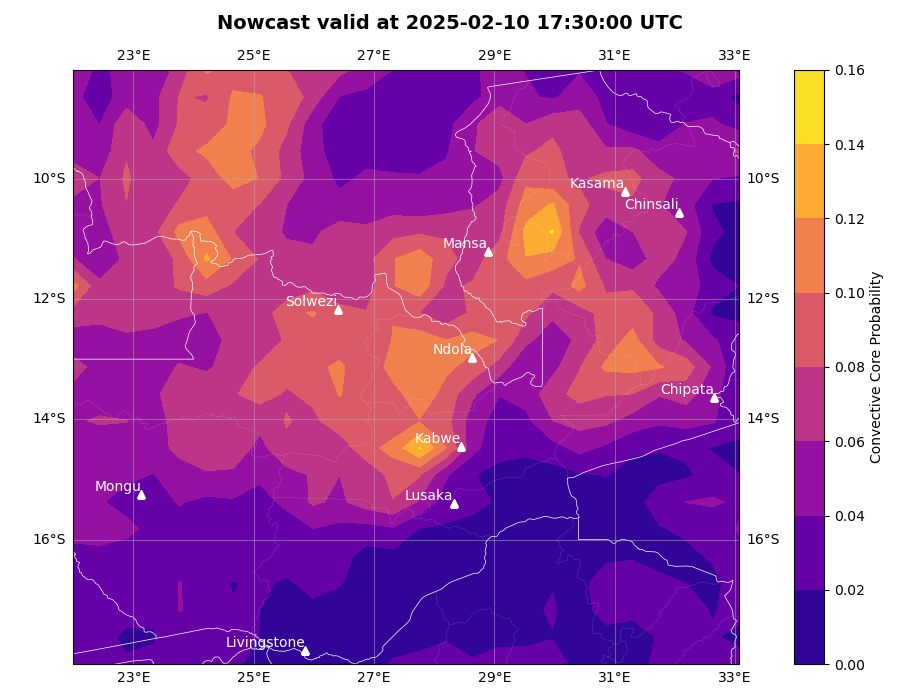 Nowcast valid at 2025-02-10 17:30:00 UTC
23°E 25°E 27°E 29°E 31°E 33°E
0.16
0.14
10°S 10°S
Kasama
Chinsali
0.12
Mansa
0.10
12°S 12°S
Solwezi
Convective Core Probability
Ndola
0.08
Chipata
14°S 14°S
0.06
Kabwe
Mongu
Lusaka
0.04
16°S 16°S
0.02
Livingstone
0.00
23°E 25°E 27°E 29°E 31°E 33°E